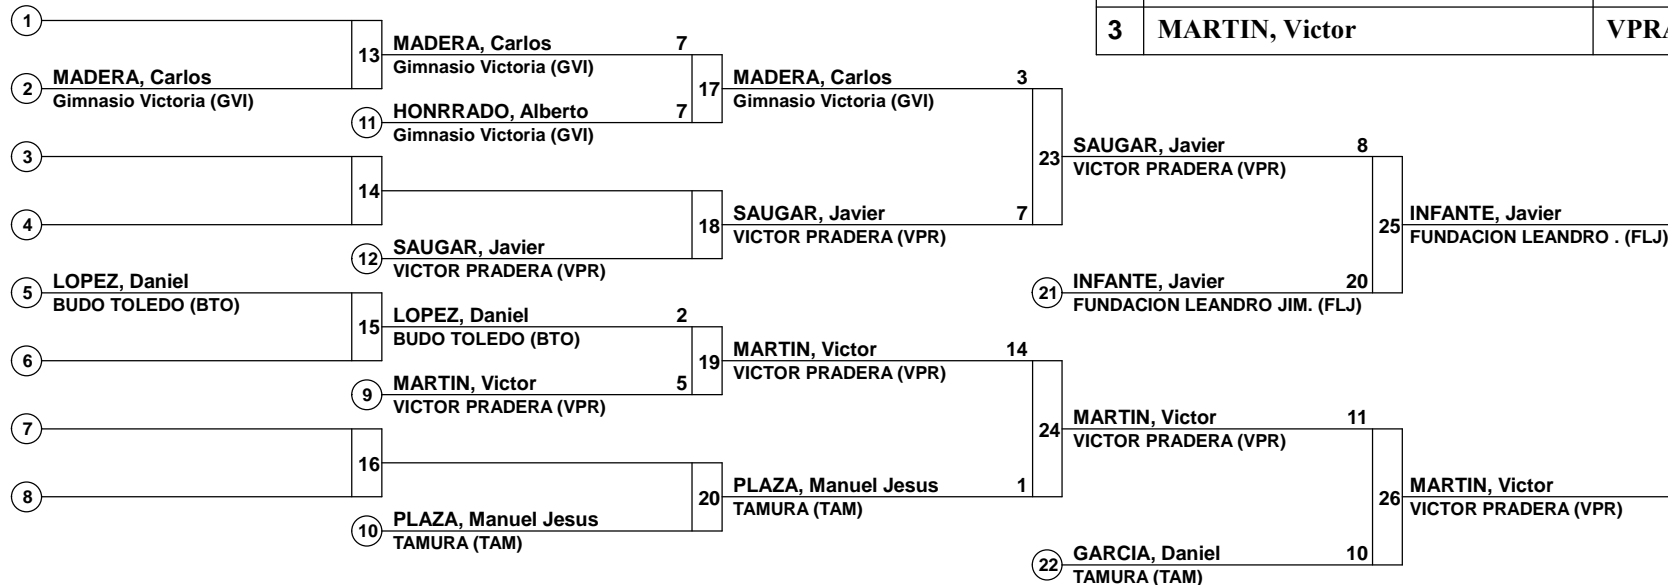 1
3 MARTIN, Victor VPRA
13 MADERA, Carlos 7
Gimnasio Victoria (GVI)
2 MADERA, Carlos
Gimnasio Victoria (GVI)
17 MADERA, Carlos 3
Gimnasio Victoria (GVI)
11 HONRRADO, Alberto 7
Gimnasio Victoria (GVI)
3
23 SAUGAR, Javier 8
VICTOR PRADERA (VPR)
14
4
18 SAUGAR, Javier 7
VICTOR PRADERA (VPR)
25 INFANTE, Javier
FUNDACION LEANDRO . (FLJ)
12 SAUGAR, Javier
VICTOR PRADERA (VPR)
5 LOPEZ, Daniel
BUDO TOLEDO (BTO)
21 INFANTE, Javier 20
FUNDACION LEANDRO JIM. (FLJ)
15 LOPEZ, Daniel 2
BUDO TOLEDO (BTO)
6
19 MARTIN, Victor 14
VICTOR PRADERA (VPR)
9 MARTIN, Victor 5
VICTOR PRADERA (VPR)
7
24 MARTIN, Victor 11
VICTOR PRADERA (VPR)
16
8
20 PLAZA, Manuel Jesus 1
TAMURA (TAM)
26 MARTIN, Victor
VICTOR PRADERA (VPR)
10 PLAZA, Manuel Jesus
TAMURA (TAM)
22 GARCIA, Daniel 10
TAMURA (TAM)